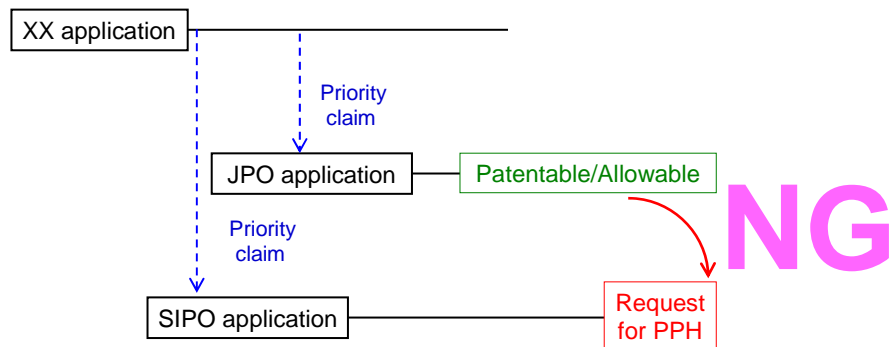 XX application
Priority
claim
JPO application
Patentable/Allowable
NG
Priority
claim
SIPO application
Request
for PPH